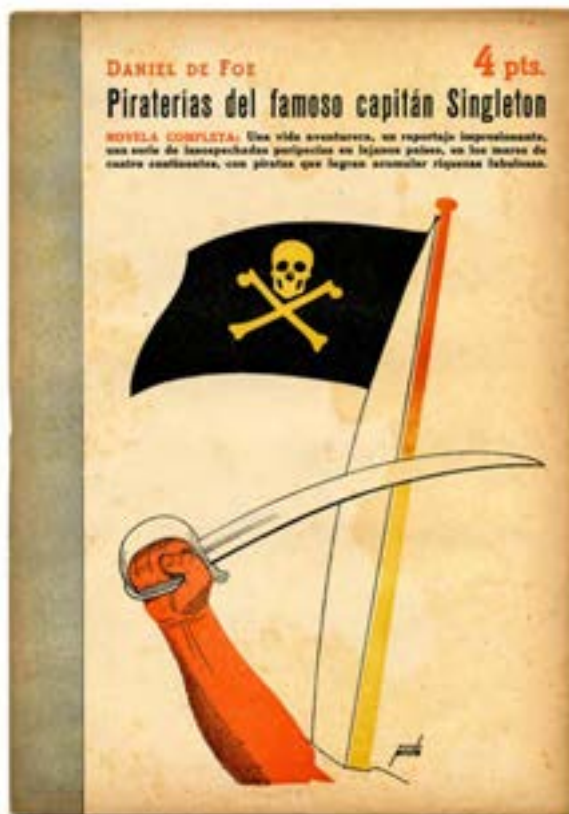 DANIEL DE FOE
4 pts.
Piraterías del famoso capitán Singleton
NOVELA COMPLETA: Una vida aventurera, un reportaje impresionante,
una serie de insospechadas peripecias en lejanos países, en los mares de
cuatro continentes, con piratas que logran acumular riquezas fabulosas.